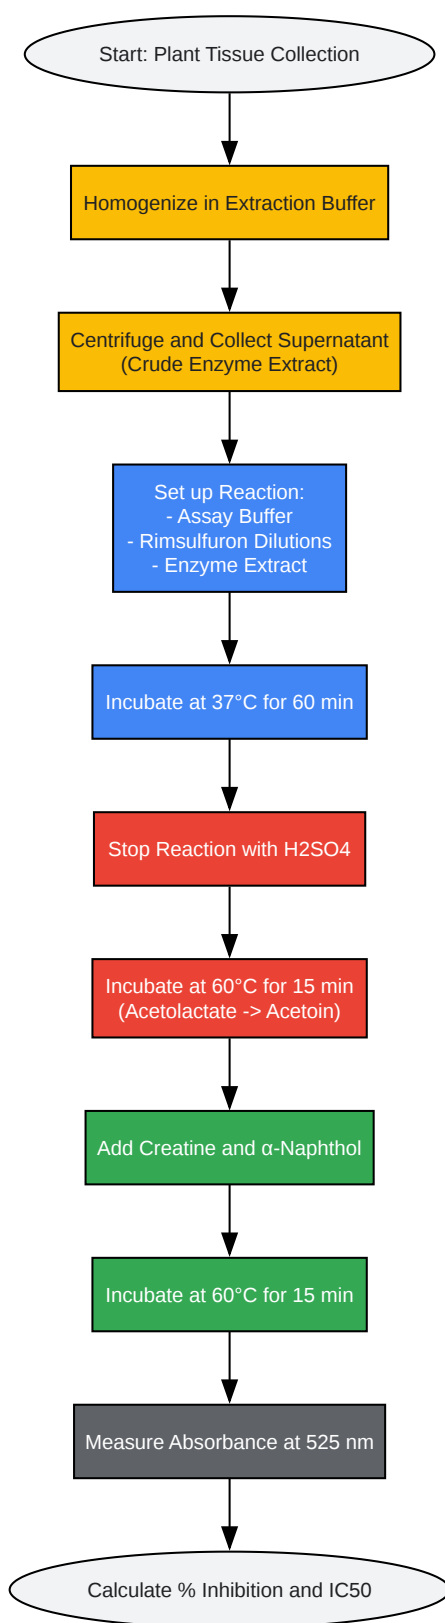 Start: Plant Tissue Collection
Homogenize in Extraction Buffer
Centrifuge and Collect Supernatant
(Crude Enzyme Extract)
Set up Reaction:
- Assay Buffer
- Rimsulfuron Dilutions
- Enzyme Extract
Incubate at 37°C for 60 min
Stop Reaction with H2SO4
Incubate at 60°C for 15 min
(Acetolactate -> Acetoin)
Add Creatine and α-Naphthol
Incubate at 60°C for 15 min
Measure Absorbance at 525 nm
Calculate % Inhibition and IC50